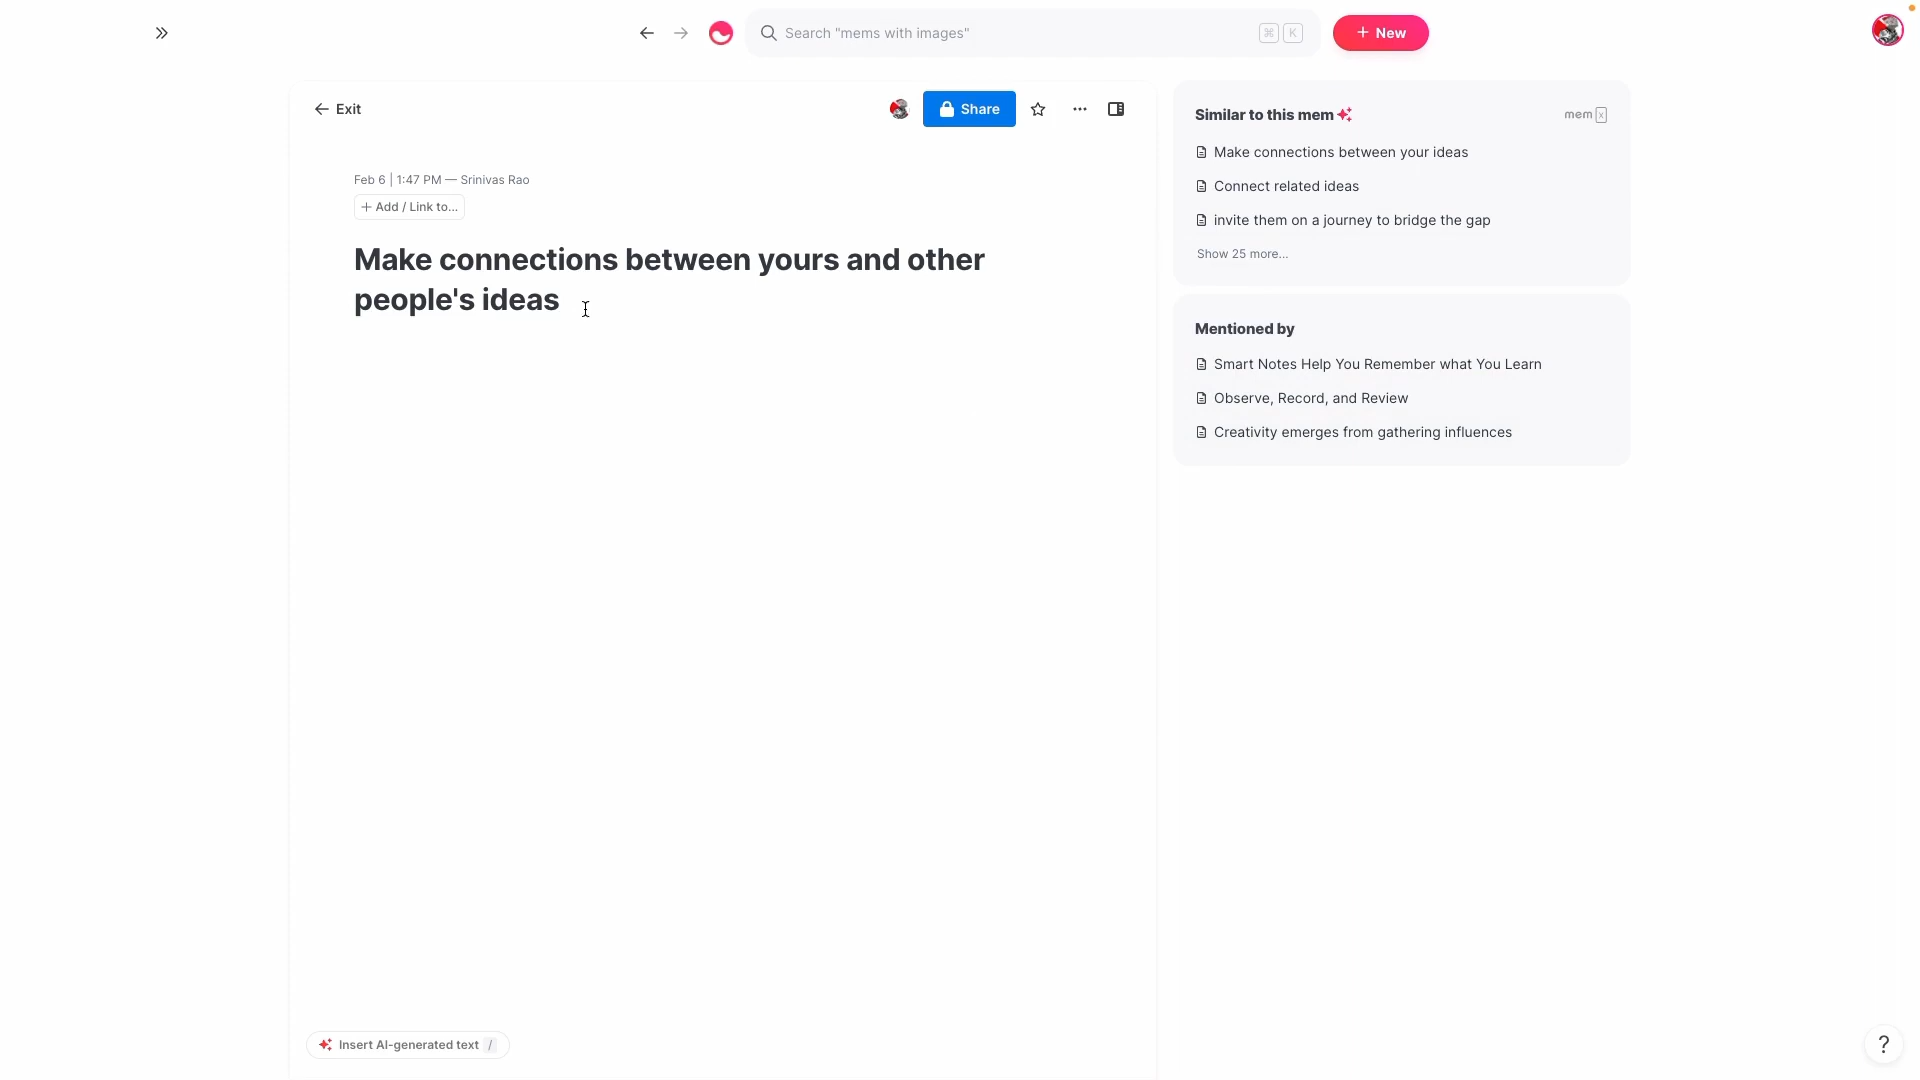 Search "mems with images"
⌘ K
+ New
Exit
Share
Feb 6 | 1:47 PM — Srinivas Rao
+ Add / Link to...
Make connections between yours and other
people's ideas
Insert AI-generated text /
Similar to this mem
mem x
Make connections between your ideas
Connect related ideas
invite them on a journey to bridge the gap
Show 25 more...
Mentioned by
Smart Notes Help You Remember what You Learn
Observe, Record, and Review
Creativity emerges from gathering influences
?